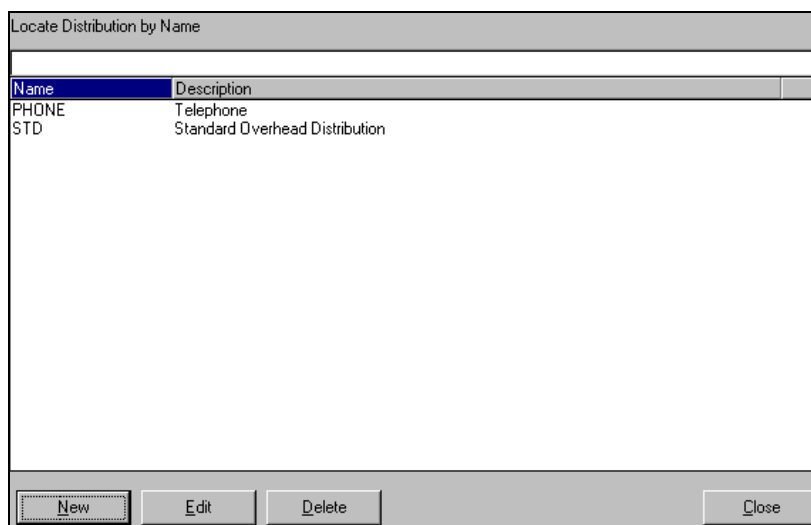 Locate Distribution by Name
Name Description
PHONE Telephone
STD Standard Overhead Distribution
New Edit Delete Close